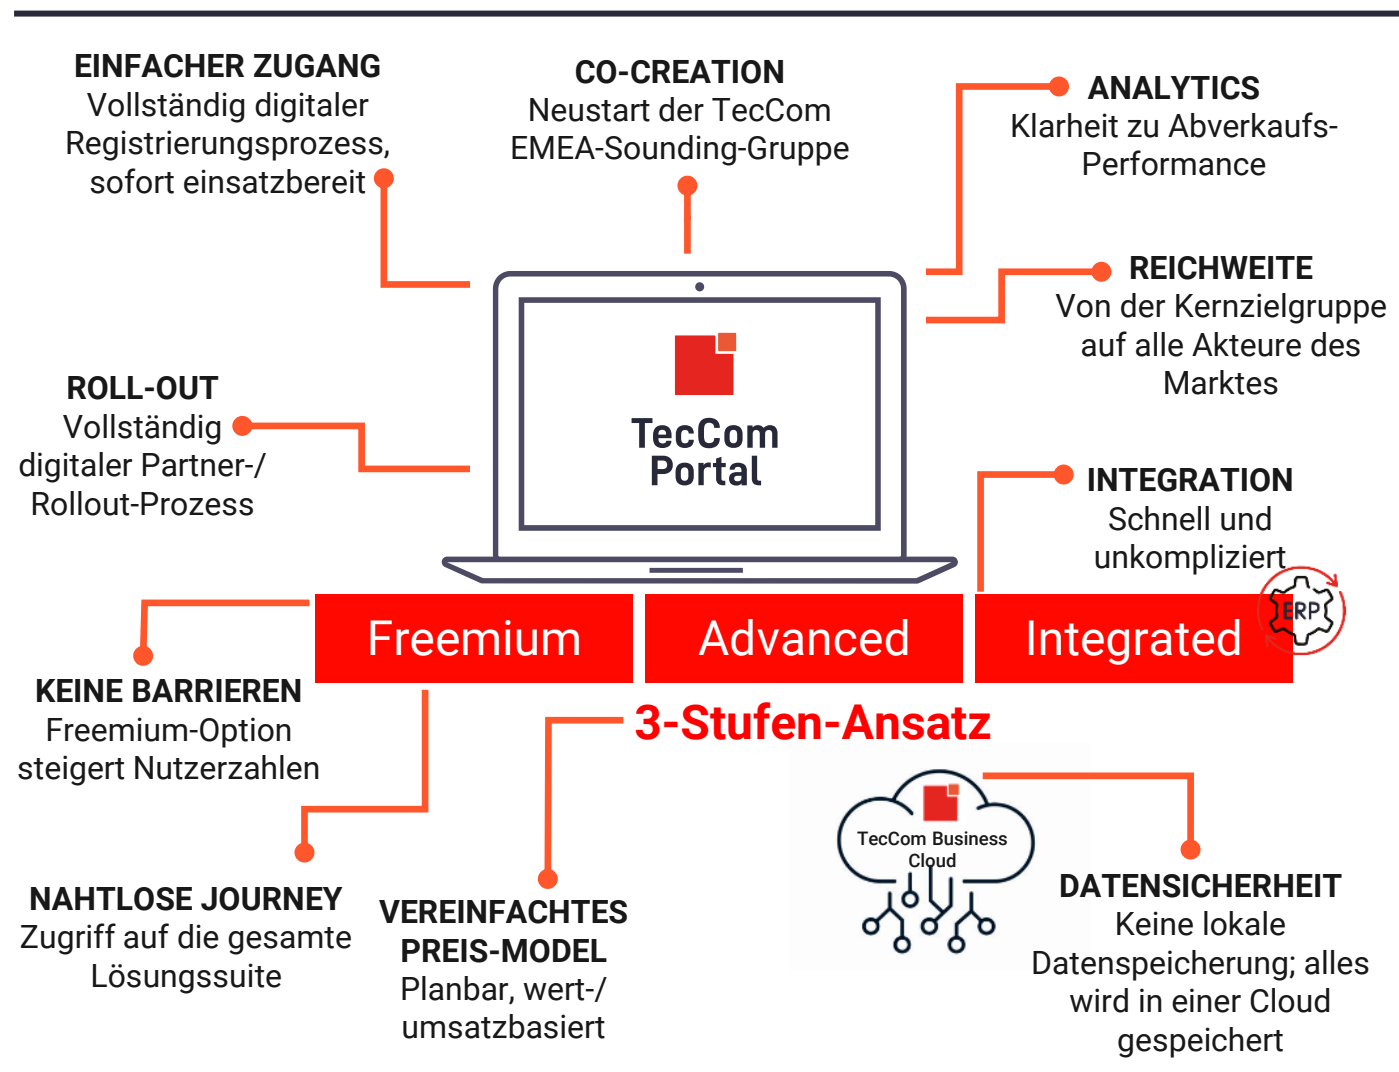 EINFACHER ZUGANG
Vollständig digitaler
Registrierungsprozess,
sofort einsatzbereit
CO-CREATION
Neustart der TecCom
EMEA-Sounding-Gruppe
ANALYTICS
Klarheit zu Abverkaufs-
Performance
REICHWEITE
Von der Kernzielgruppe
auf alle Akteure des
Marktes
ROLL-OUT
Vollständig
digitaler Partner-/
Rollout-Prozess
TecCom
Portal
INTEGRATION
Schnell und
unkompliziert
ERP
Freemium
Advanced
Integrated
KEINE BARRIEREN
Freemium-Option
steigert Nutzerzahlen
3-Stufen-Ansatz
TecCom Business
Cloud
NAHTLOSE JOURNEY
Zugriff auf die gesamte
Lösungssuite
VEREINFACHTES
PREIS-MODEL
Planbar, wert-/
umsatzbasiert
DATENSICHERHEIT
Keine lokale
Datenspeicherung; alles
wird in einer Cloud
gespeichert